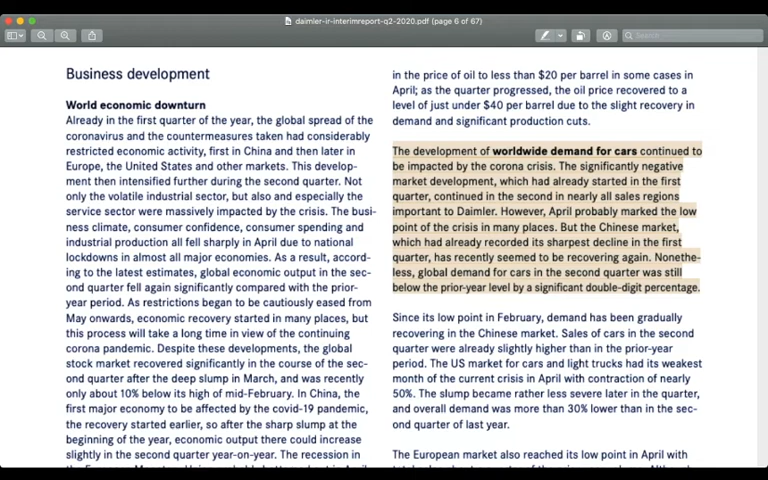 daimler-ir-interimreport-q2-2020.pdf (page 6 of 67)
Search
Business development
World economic downturn
Already in the first quarter of the year, the global spread of the
coronavirus and the countermeasures taken had considerably
restricted economic activity, first in China and then later in
Europe, the United States and other markets. This develop-
ment then intensified further during the second quarter. Not
only the volatile industrial sector, but also and especially the
service sector were massively impacted by the crisis. The busi-
ness climate, consumer confidence, consumer spending and
industrial production all fell sharply in April due to national
lockdowns in almost all major economies. As a result, accord-
ing to the latest estimates, global economic output in the sec-
ond quarter fell again significantly compared with the prior-
year period. As restrictions began to be cautiously eased from
May onwards, economic recovery started in many places, but
this process will take a long time in view of the continuing
corona pandemic. Despite these developments, the global
stock market recovered significantly in the course of the sec-
ond quarter after the deep slump in March, and was recently
only about 10% below its high of mid-February. In China, the
first major economy to be affected by the covid-19 pandemic,
the recovery started earlier, so after the sharp slump at the
beginning of the year, economic output there could increase
slightly in the second quarter year-on-year. The recession in
in the price of oil to less than $20 per barrel in some cases in
April; as the quarter progressed, the oil price recovered to a
level of just under $40 per barrel due to the slight recovery in
demand and significant production cuts.
The development of worldwide demand for cars continued to
be impacted by the corona crisis. The significantly negative
market development, which had already started in the first
quarter, continued in the second in nearly all sales regions
important to Daimler. However, April probably marked the low
point of the crisis in many places. But the Chinese market,
which had already recorded its sharpest decline in the first
quarter, has recently seemed to be recovering again. Nonethe-
less, global demand for cars in the second quarter was still
below the prior-year level by a significant double-digit percentage.
Since its low point in February, demand has been gradually
recovering in the Chinese market. Sales of cars in the second
quarter were already slightly higher than in the prior-year
period. The US market for cars and light trucks had its weakest
month of the current crisis in April with contraction of nearly
50%. The slump became rather less severe later in the quarter,
and overall demand was more than 30% lower than in the sec-
ond quarter of last year.
The European market also reached its low point in April with